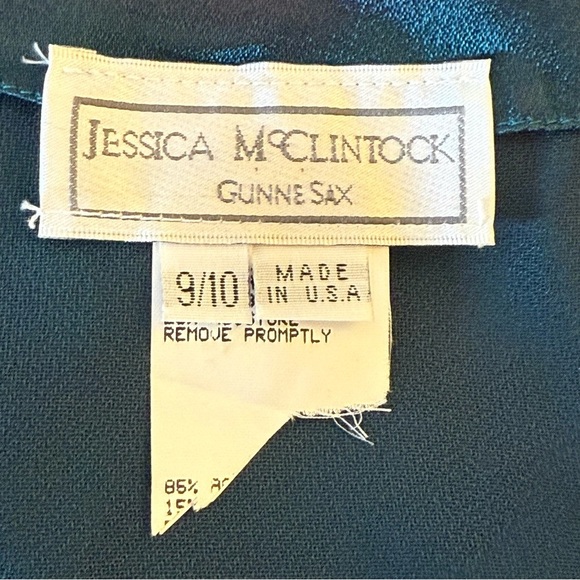 JESSICA McCLINTOCK
GUNNE SAX
9/10
MADE
IN U.S.A
REMOVE PROMPTLY
85%
15%